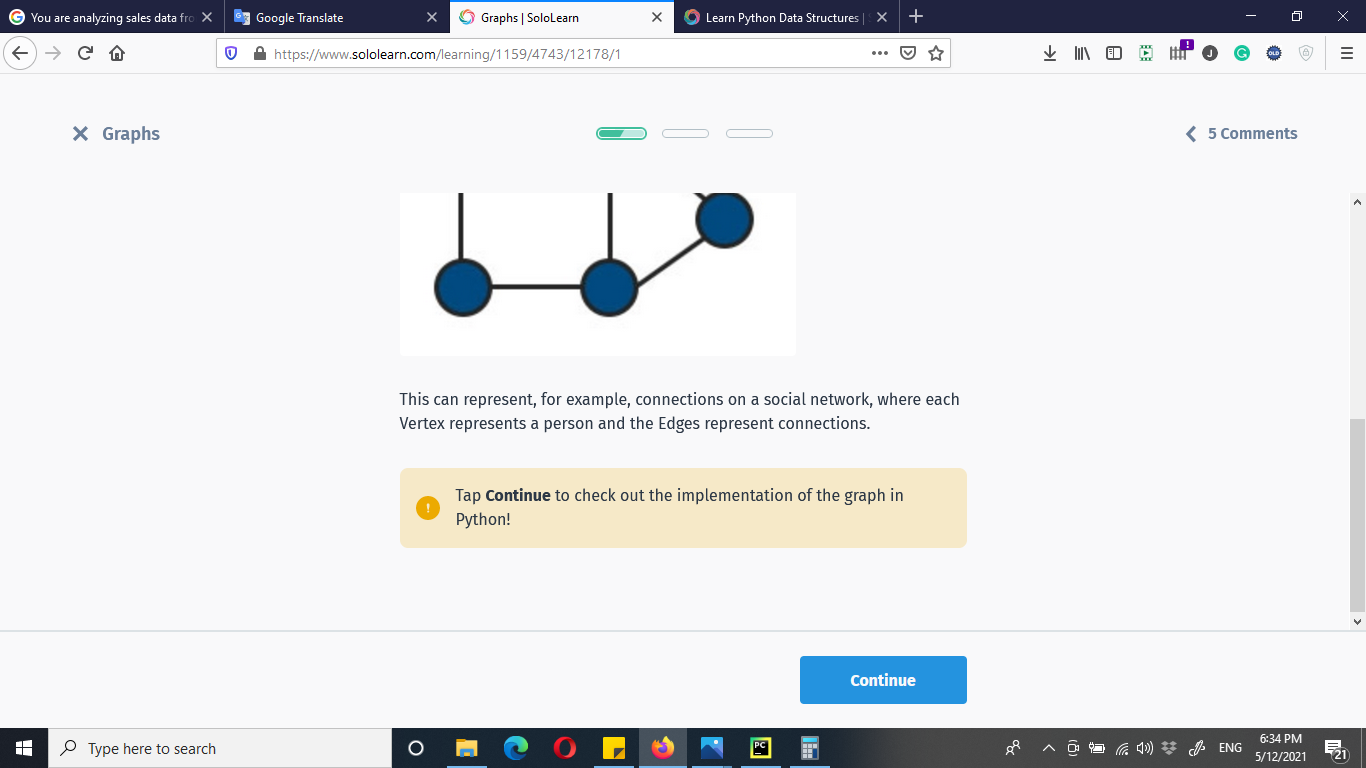 You are analyzing sales data fro
Google Translate
Graphs | SoloLearn
Learn Python Data Structures |
https://www.sololearn.com/learning/1159/4743/12178/1
Graphs
5 Comments
This can represent, for example, connections on a social network, where each
Vertex represents a person and the Edges represent connections.
Tap Continue to check out the implementation of the graph in
Python!
Continue
Type here to search
ENG
6:34 PM
5/12/2021
21